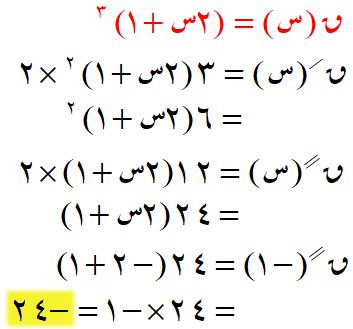 ق(س) = (٢س + ١)^٣
ق′(س) = ٣(٢س + ١)^٢ × ٢
= ٦(٢س + ١)^٢
ق″(س) = ١٢(٢س + ١) × ٢
= ٢٤(٢س + ١)
ق″(−١) = ٢٤(−٢ + ١)
= ٢٤ × −١ = −٢٤